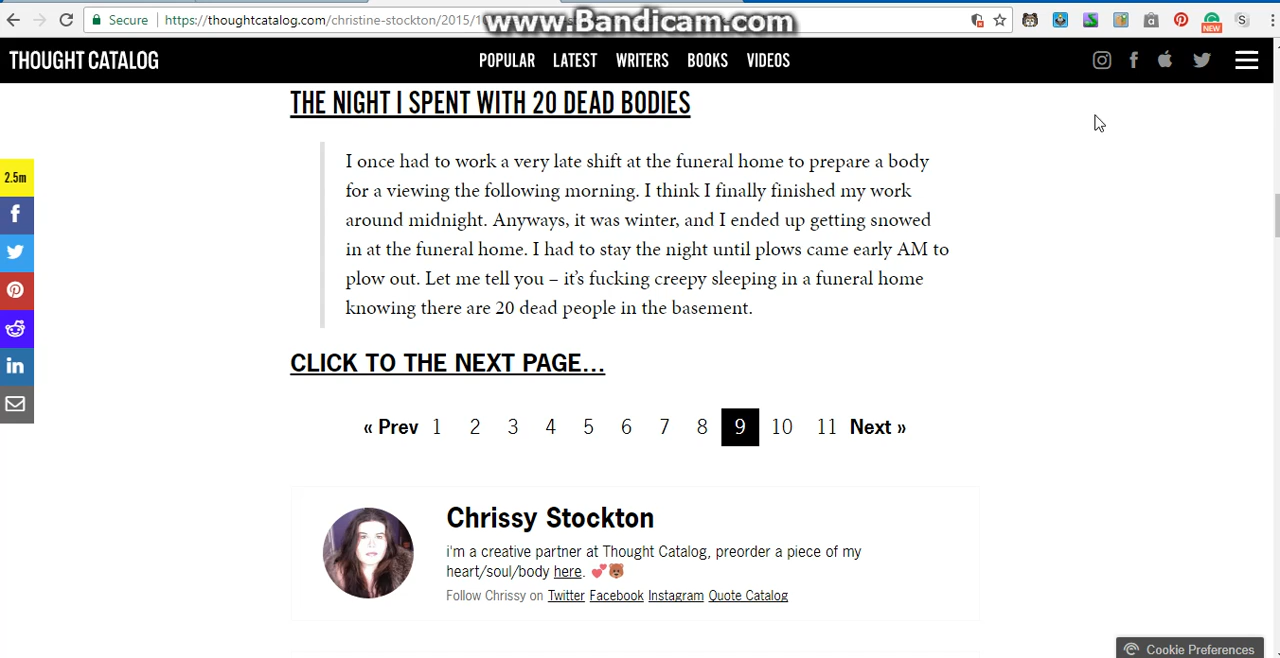 www.Bandicam.com
Secure
https://thoughtcatalog.com/christine-stockton/2015/1
NEW
THOUGHT CATALOG
POPULAR LATEST WRITERS BOOKS VIDEOS
THE NIGHT I SPENT WITH 20 DEAD BODIES
2.5m
I once had to work a very late shift at the funeral home to prepare a body
for a viewing the following morning. I think I finally finished my work
around midnight. Anyways, it was winter, and I ended up getting snowed
in at the funeral home. I had to stay the night until plows came early AM to
plow out. Let me tell you – it’s fucking creepy sleeping in a funeral home
knowing there are 20 dead people in the basement.
CLICK TO THE NEXT PAGE…
« Prev 1 2 3 4 5 6 7 8 9 10 11 Next »
Chrissy Stockton
i'm a creative partner at Thought Catalog, preorder a piece of my
heart/soul/body here. 💕🐻
Follow Chrissy on Twitter Facebook Instagram Quote Catalog
Cookie Preferences